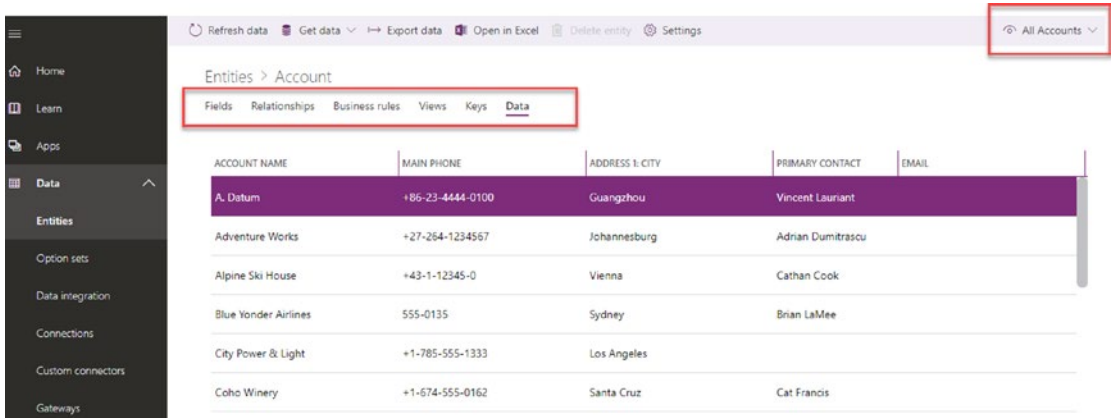 Refresh data Get data Export data Open in Excel Delete entity Settings All Accounts
Home
Learn
Apps
Data
Entities
Option sets
Data integration
Connections
Custom connectors
Gateways
Entities > Account
Fields Relationships Business rules Views Keys Data
ACCOUNT NAME MAIN PHONE ADDRESS 1: CITY PRIMARY CONTACT EMAIL
A. Datum +86-23-4444-0100 Guangzhou Vincent Lauriant
Adventure Works +27-264-1234567 Johannesburg Adrian Dumitrascu
Alpine Ski House +43-1-12345-0 Vienna Cathan Cook
Blue Yonder Airlines 555-0135 Sydney Brian LaMee
City Power & Light +1-785-555-1333 Los Angeles
Coho Winery +1-674-555-0162 Santa Cruz Cat Francis